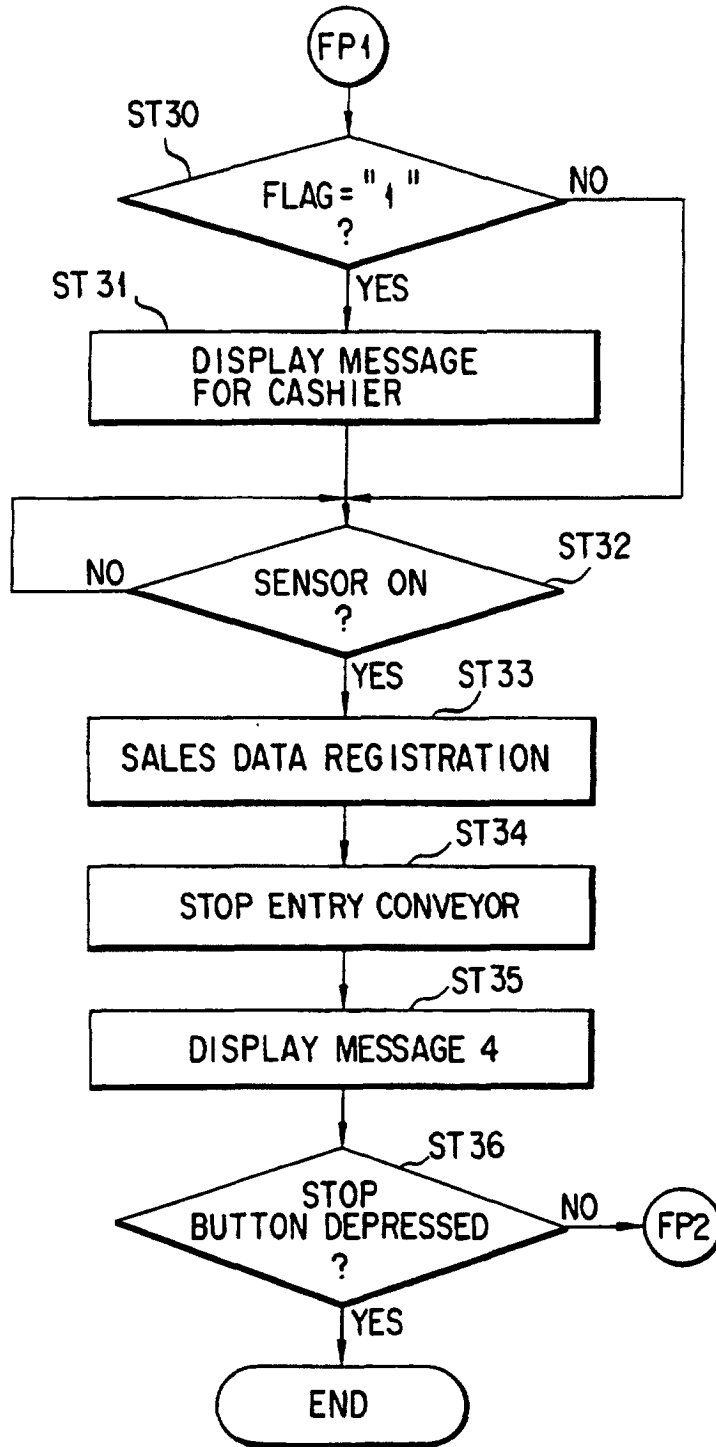 FP1
ST30
FLAG= "1"
?
NO
YES
ST31
DISPLAY MESSAGE
FOR CASHIER
ST32
NO
SENSOR ON
?
YES
ST33
SALES DATA REGISTRATION
ST34
STOP ENTRY CONVEYOR
ST35
DISPLAY MESSAGE 4
ST36
STOP
BUTTON DEPRESSED
?
NO
FP2
YES
END